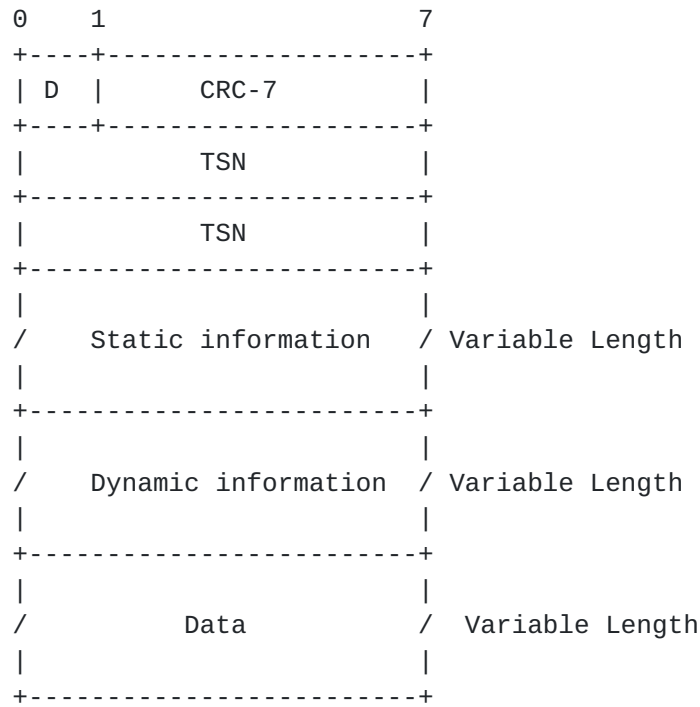 0    1                    7
+----+--------------------+
| D  |      CRC-7         |
+----+--------------------+
|           TSN           |
+-------------------------+
|           TSN           |
+-------------------------+
|                         |
/    Static information   / Variable Length
|                         |
+-------------------------+
|                         |
/    Dynamic information  / Variable Length
|                         |
+-------------------------+
|                         |
/          Data           /  Variable Length
|                         |
+-------------------------+